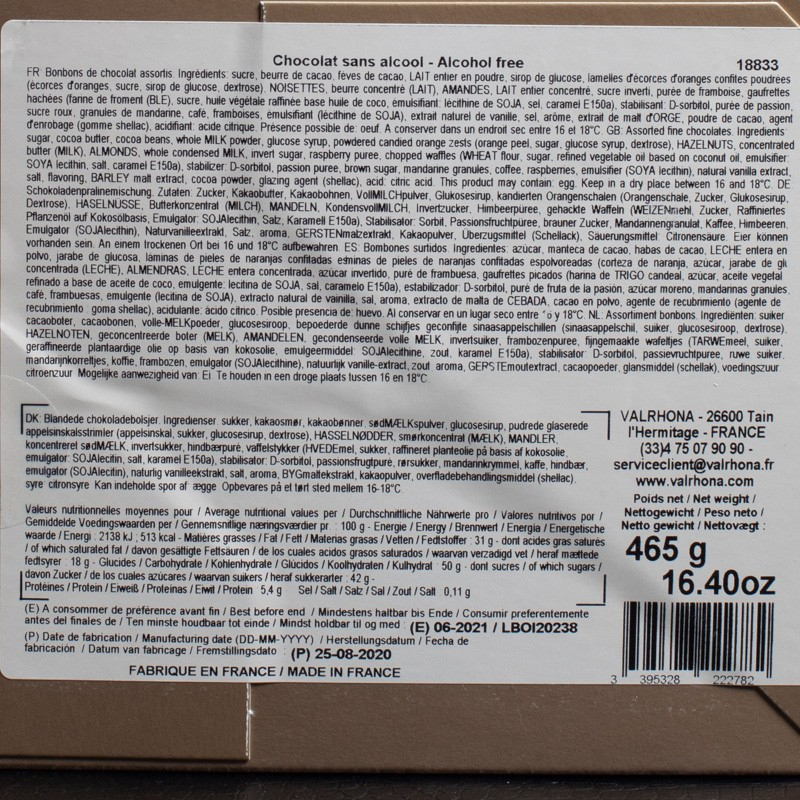 Chocolat sans alcool - Alcohol free
18833
FR: Bonbons de chocolat assortis. Ingrédients: sucre, beurre de cacao, fèves de cacao, LAIT entier en poudre, sirop de glucose, lamelles d'écorces d'oranges confites poudrées
(écorces d'oranges, sucre, sirop de glucose, dextrose), NOISETTES, beurre concentré (LAIT), AMANDES, LAIT entier concentré, sucre inverti, purée de framboise, gaufrettes
hachées (farine de froment (BLE), sucre, huile végétale raffinée base huile de coco, émulsifiant: lécithine de SOJA, sel, caramel E150a), stabilisant: D-sorbitol, purée de passion,
sucre roux, granules de mandarine, café, framboises, émulsifiant (lécithine de SOJA), extrait naturel de vanille, sel, arôme, extrait de malt d'ORGE, poudre de cacao, agent
d'enrobage (gomme shellac), acidifiant: acide citrique. Présence possible de: oeuf. A conserver dans un endroit sec entre 16 et 18°C. GB: Assorted fine chocolates. Ingredients:
sugar, cocoa butter, cocoa beans, whole MILK powder, glucose syrup, powdered candied orange zests (orange peel, sugar, glucose syrup, dextrose), HAZELNUTS, concentrated
butter (MILK), ALMONDS, whole condensed MILK, invert sugar, raspberry puree, chopped waffles (WHEAT flour, sugar, refined vegetable oil based on coconut oil, emulsifier:
SOYA lecithin, salt, caramel E150a), stabilizer: D-sorbitol, passion puree, brown sugar, mandarine granules, coffee, raspberries, emulsifier (SOYA lecithin), natural vanilla extract,
salt, flavoring, BARLEY malt extract, cocoa powder, glazing agent (shellac), acid: citric acid. This product may contain: egg. Keep in a dry place between 16 and 18°C. DE:
Schokoladenpralinemischung. Zutaten: Zucker, Kakaobutter, Kakaobohnen, VollMILCHpulver, Glukosesirup, kandierten Orangenschalen (Orangenschale, Zucker, Glukosesirup,
Dextrose), HASELNÜSSE, Butterkonzentral (MILCH), MANDELN, KondensvollMILCH, Invertzucker, Himbeerpüree, gehackte Waffeln (WEIZENmehl, Zucker, Raffiniertes
Pflanzenöl auf Kokosölbasis, Emulgator: SOJAlecithin, Salz, Karamell E150a), Stabilisator: Sorbit, Passionsfruchtpüree, brauner Zucker, Mandarinengranulat, Kaffee, Himbeeren,
Emulgator (SOJAlecithin), Naturvanilleextrakt, Salz, aroma, GERSTENmalzextrakt, Kakaopulver, Überzugsmittel (Schellack), Säuerungsmittel Citronensäure. Eier können
vorhanden sein. An einem trockenen Ort bei 16 und 18°C aufbewahren. ES: Bombones surtidos. Ingredientes: azúcar, manteca de cacao, habas de cacao, LECHE entera en
polvo, jarabe de glucosa, láminas de pieles de naranjas confitadas espolvoreadas (corteza de naranja, azúcar, jarabe de gli
concentrada (LECHE), ALMENDRAS, LECHE entera concentrada, azúcar invertido, puré de frambuesa, gaufrettes picados (harina de TRIGO candeal, azúcar, aceite vegetal
refinado a base de aceite de coco, emulgente: lecitina de SOJA, sal, caramelo E150a), estabilizador: D-sorbitol, puré de fruta de la pasión, azúcar moreno, mandarinas granules,
café, frambuesas, emulgente (lecitina de SOJA), extracto natural de vainilla, sal, aroma, extracto de malta de CEBADA, cacao en polvo, agente de recubrimiento (agente de
recubrimiento : goma shellac), acidulante: ácido cítrico. Posible presencia de: huevo. Al conservar en un lugar seco entre y 18°C. NL: Assortiment bonbons. Ingrediënten: suiker
cacaoboter, cacaobonen, volle-MELKpoeder, glucosesiroop, bepoederde dunne schijfjes geconfijte sinaasappelschillen (sinaasappelschil, suiker, glucosesiroop, dextrose).
HAZELNOTEN, geconcentreerde boter (MELK), AMANDELEN, gecondenseerde volle MELK, invertsuiker, frambozenpuree, fijngemaakte wafeltjes (TARWEmeel, suiker,
geraffineerde plantaardige olie op basis van kokosolie, emulgeermiddel: SOJAlecithine, zout, karamel E150a), stabilisator: D-sorbitol, passievruchtpuree, ruwe suiker,
mandarijnkorreltjes, koffie, frambozen, emulgator (SOJAlecithine), natuurlijk vanille-extract, zout, aroma, GERSTEmoutextract, cacaopoeder, glansmiddel (schellak), voedingszuur:
citroenzuur. Mogelijke aanwezigheid van: Ei. Te houden in een droge plaats tussen 16 en 18°C
DK: Blandede chokoladebolsjer. Ingredienser: sukker, kakaosmør, kakaobønner, sødMÆLKspulver, glucosesirup, pudrede glaserede
appelsinskalsstrimler (appelsinskal, sukker, glucosesirup, dextrose), HASSELNØDDER, smørkoncentrat (MÆLK), MANDLER,
koncentreret sødMÆLK, invertsukker, hindbærpuré, vaffelstykker (HVEDEmel, sukker, raffineret planteolie på basis af kokosolie,
emulgator: SOJAlecitin, salt, karamel E150a), stabilisator: D-sorbitol, passionsfrugtpuré, rørsukker, mandarinkrymmel, kaffe, hindbær,
emulgator (SOJAlecitin), naturlig vanilleekstrakt, salt, aroma, BYGmaltekstrakt, kakaopulver, overfladebehandlingsmiddel (shellac).
syre: citronsyre. Kan indeholde spor af: ægge. Opbevares på et tørt sted mellem 16-18°C.
VALRHONA - 26600 Tain
l'Hermitage - FRANCE
(33)4 75 07 90 90 -
serviceclient@valrhona.fr
www.valrhona.com
Poids net / Net weight /
Nettogewicht / Peso neto /
Netto gewicht / Nettovægt :
465 g
16.40oz
Valeurs nutritionnelles moyennes pour / Average nutritional values per / Durchschnittliche Nährwerte pro / Valores nutritivos por /
Gemiddelde Voedingswaarden per / Gennemsnitlige næringsværdier pr. : 100 g - Energie / Energy / Brennwert / Energia / Energetische
waarde / Energi : 2138 kJ ; 513 kcal - Matières grasses / Fat / Fett / Materias grasas / Vetten / Fedtstoffer : 31 g - dont acides gras saturés
/ of which saturated fat / davon gesättigte Fettsäuren / de los cuales acidos grasos saturados / waarvan verzadigd vet / heraf mættede
fedtsyrer : 18 g - Glucides / Carbohydrate / Kohlenhydrate / Glúcidos / Koolhydraten / Kulhydrat : 50 g - dont sucres / of which sugars /
davon Zucker / de los cuales azúcares / waarvan suikers / heraf sukkerarter : 42 g -
Protéines / Protein / Eiweiß / Proteínas / Eiwit / Protein : 5,4 g Sel / Salt / Salz / Sal / Zout / Salt : 0,11 g
(E) A consommer de préférence avant fin / Best before end / Mindestens haltbar bis Ende / Consumir preferentemente
antes del finales de / Ten minste houdbaar tot einde / Mindst holdbar til og med : (E) 06-2021 / LBOI20238
(P) Date de fabrication / Manufacturing date (DD-MM-YYYY) / Herstellungsdatum / Fecha de
fabricación / Datum van fabricage / Fremstillingsdato : (P) 25-08-2020
FABRIQUE EN FRANCE / MADE IN FRANCE
3 395328 222782